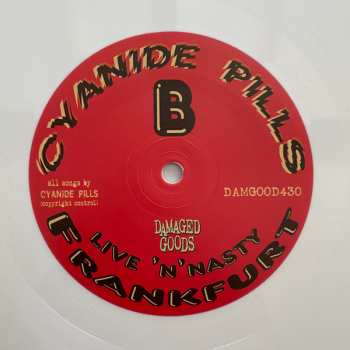 CYANIDE PILLS
B
all songs by
CYANIDE PILLS
(copyright control)
DAMGOOD430
DAMAGED
GOODS
LIVE 'N' NASTY
FRANKFURT